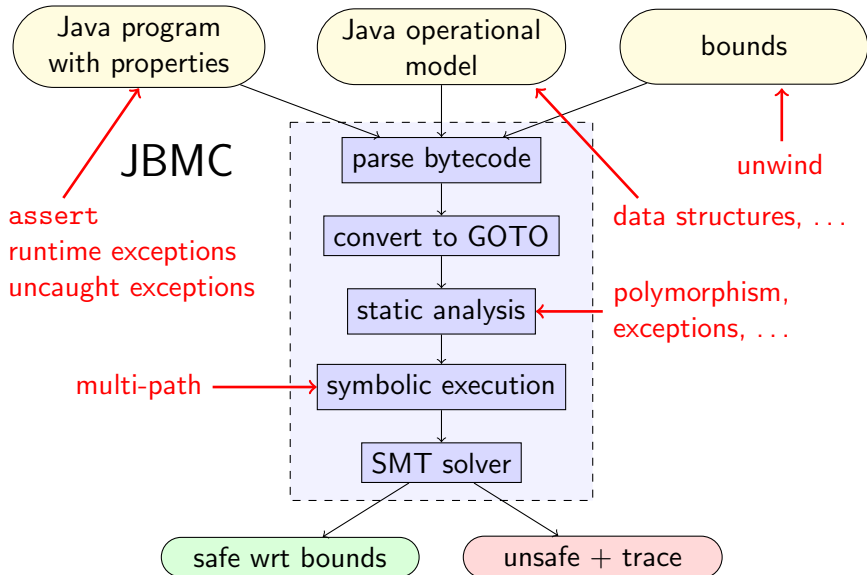 Java program
with properties
Java operational
model
bounds
JBMC
parse bytecode
unwind
assert
runtime exceptions
uncaught exceptions
data structures, ...
convert to GOTO
static analysis
polymorphism,
exceptions, ...
multi-path
symbolic execution
SMT solver
safe wrt bounds
unsafe + trace